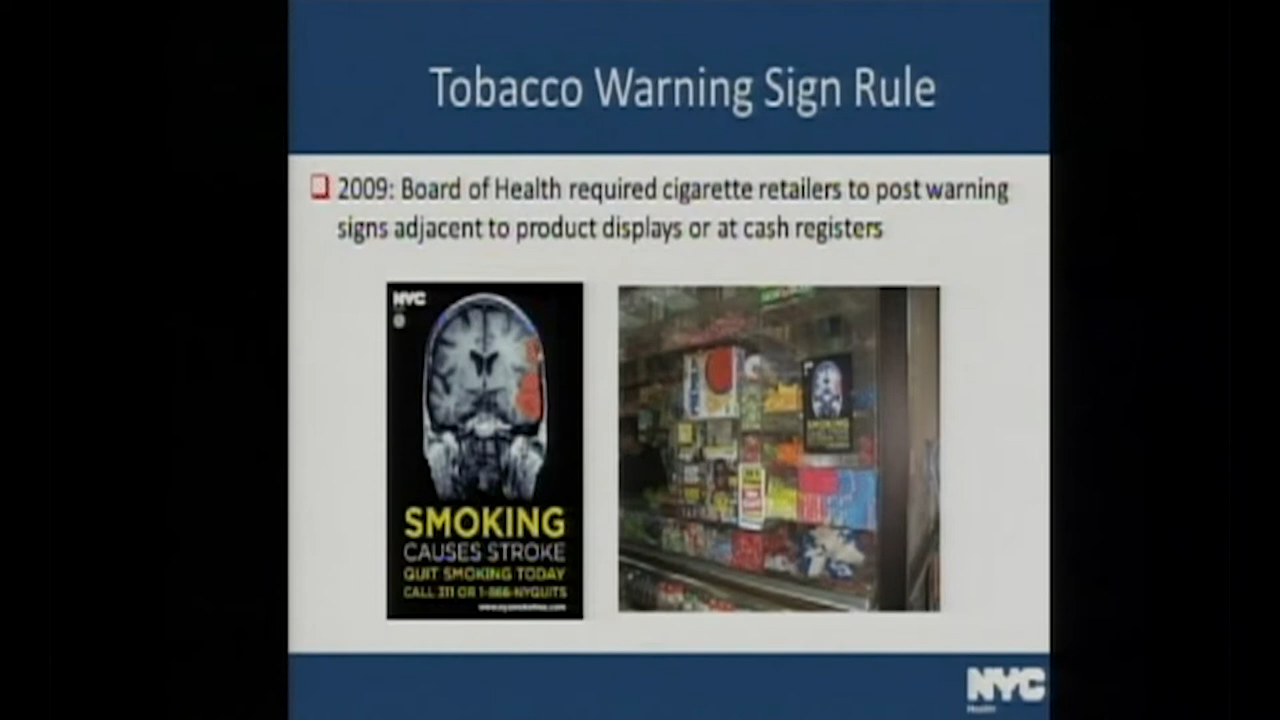 Tobacco Warning Sign Rule
2009: Board of Health required cigarette retailers to post warning
signs adjacent to product displays or at cash registers
NYC
SMOKING
CAUSES STROKE
QUIT SMOKING TODAY
CALL 311 OR 1-866-NYQUITS
NYC
Health